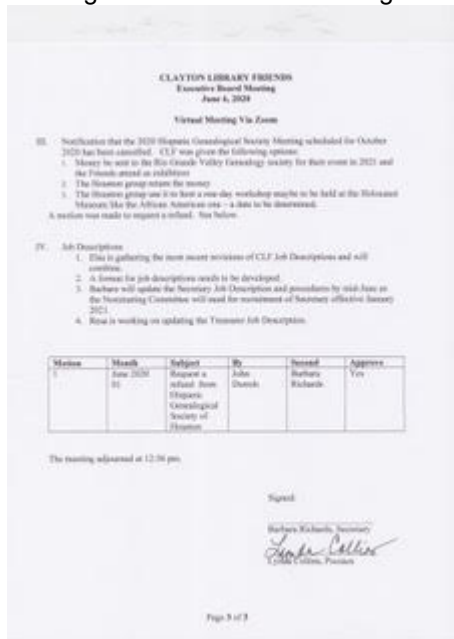 CLAYTON LIBRARY FRIENDS
Executive Board Meeting
June 6, 2020
Virtual Meeting Via Zoom
III. Notification that the 2020 Hispanic Genealogical Society Meeting scheduled for October
2020 has been cancelled. CLF was given the following options:
1. Money be sent to the Rio Grande Valley Genealogy society for their event in 2021 and
the Friends attend as exhibitors
2. The Houston group return the money
3. The Houston group use it to host a one-day workshop maybe to be held at the Holocaust
Museum like the African American one – a date to be determined.
A motion was made to request a refund. See below.
IV. Job Descriptions
1. Elsa is gathering the most recent revisions of CLF Job Descriptions and will
combine.
2. A format for job descriptions needs to be developed.
3. Barbara will update the Secretary Job Description and procedures by mid-June as
the Nominating Committee will need for recruitment of Secretary effective January
2021.
4. Rosa is working on updating the Treasurer Job Description.
Motion Month Subject By Second Approve
1 June 2020 Request a John Barbara Yes
01 refund from Richards
Hispanic
Genealogical
Society of
Houston
The meeting adjourned at 12:36 pm.
Signed:
Barbara Richards, Secretary
Lynda Collier
Page 3 of 3